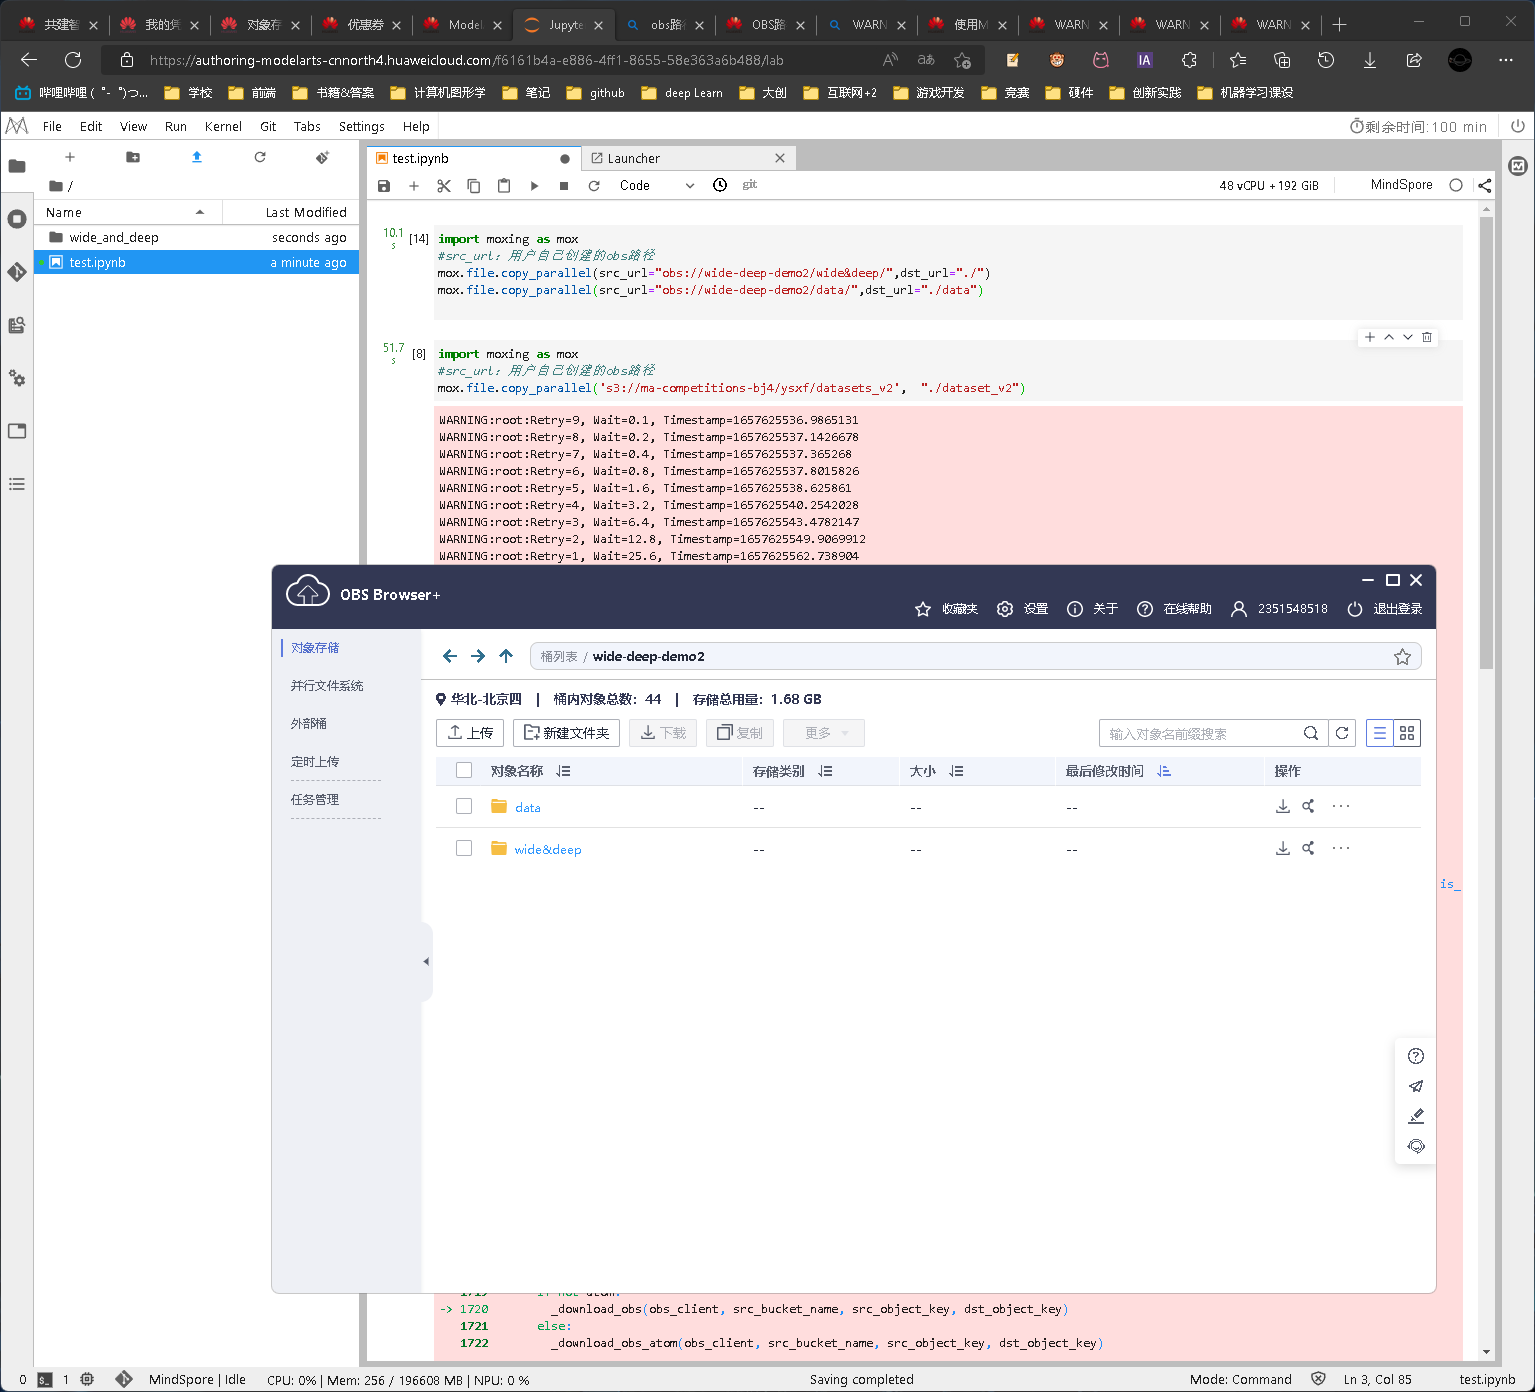 共建智
我的凭
对象存
优惠券
Model
Jupyte
obs路
OBS路
WARN
使用M
WARN
WARN
WARN
https://authoring-modelarts-cnnorth4.huaweicloud.com/f6161b4a-e886-4ff1-8655-58e363a6b488/lab
哔哩哔哩 ( ゜- ゜)つ...
学校
前端
书籍&答案
计算机图形学
笔记
github
deep Learn
大创
互联网+2
游戏开发
竞赛
硬件
创新实践
机器学习课设
File Edit View Run Kernel Git Tabs Settings Help
剩余时间:100 min
/
Name Last Modified
wide_and_deep seconds ago
test.ipynb a minute ago
test.ipynb
Launcher
Code
git
48 vCPU + 192 GiB
MindSpore
10.1 s
[14]
import moxing as mox
#src_url：用户自己创建的obs路径
mox.file.copy_parallel(src_url="obs://wide-deep-demo2/wide&deep/",dst_url="./")
mox.file.copy_parallel(src_url="obs://wide-deep-demo2/data/",dst_url="./data")
51.7 s
[8]
import moxing as mox
#src_url：用户自己创建的obs路径
mox.file.copy_parallel('s3://ma-competitions-bj4/ysxf/datasets_v2', "./dataset_v2")
WARNING:root:Retry=9, Wait=0.1, Timestamp=1657625536.9865131
WARNING:root:Retry=8, Wait=0.2, Timestamp=1657625537.1426678
WARNING:root:Retry=7, Wait=0.4, Timestamp=1657625537.365268
WARNING:root:Retry=6, Wait=0.8, Timestamp=1657625537.8015826
WARNING:root:Retry=5, Wait=1.6, Timestamp=1657625538.625861
WARNING:root:Retry=4, Wait=3.2, Timestamp=1657625540.2542028
WARNING:root:Retry=3, Wait=6.4, Timestamp=1657625543.4782147
WARNING:root:Retry=2, Wait=12.8, Timestamp=1657625549.9069912
WARNING:root:Retry=1, Wait=25.6, Timestamp=1657625562.738904
OBS Browser+
收藏夹
设置
关于
在线帮助
2351548518
退出登录
对象存储
并行文件系统
外部桶
定时上传
任务管理
桶列表 / wide-deep-demo2
华北-北京四 | 桶内对象总数：44 | 存储总用量：1.68 GB
上传
新建文件夹
下载
复制
更多
输入对象名前缀搜索
对象名称 存储类别 大小 最后修改时间 操作
data -- -- -- ···
wide&deep -- -- -- ···
is_
-> 1720 _download_obs(obs_client, src_bucket_name, src_object_key, dst_object_key)
1721 else:
1722 _download_obs_atom(obs_client, src_bucket_name, src_object_key, dst_object_key)
0
1
MindSpore | Idle
CPU: 0% | Mem: 256 / 196608 MB | NPU: 0 %
Saving completed
Mode: Command
Ln 3, Col 85
test.ipynb